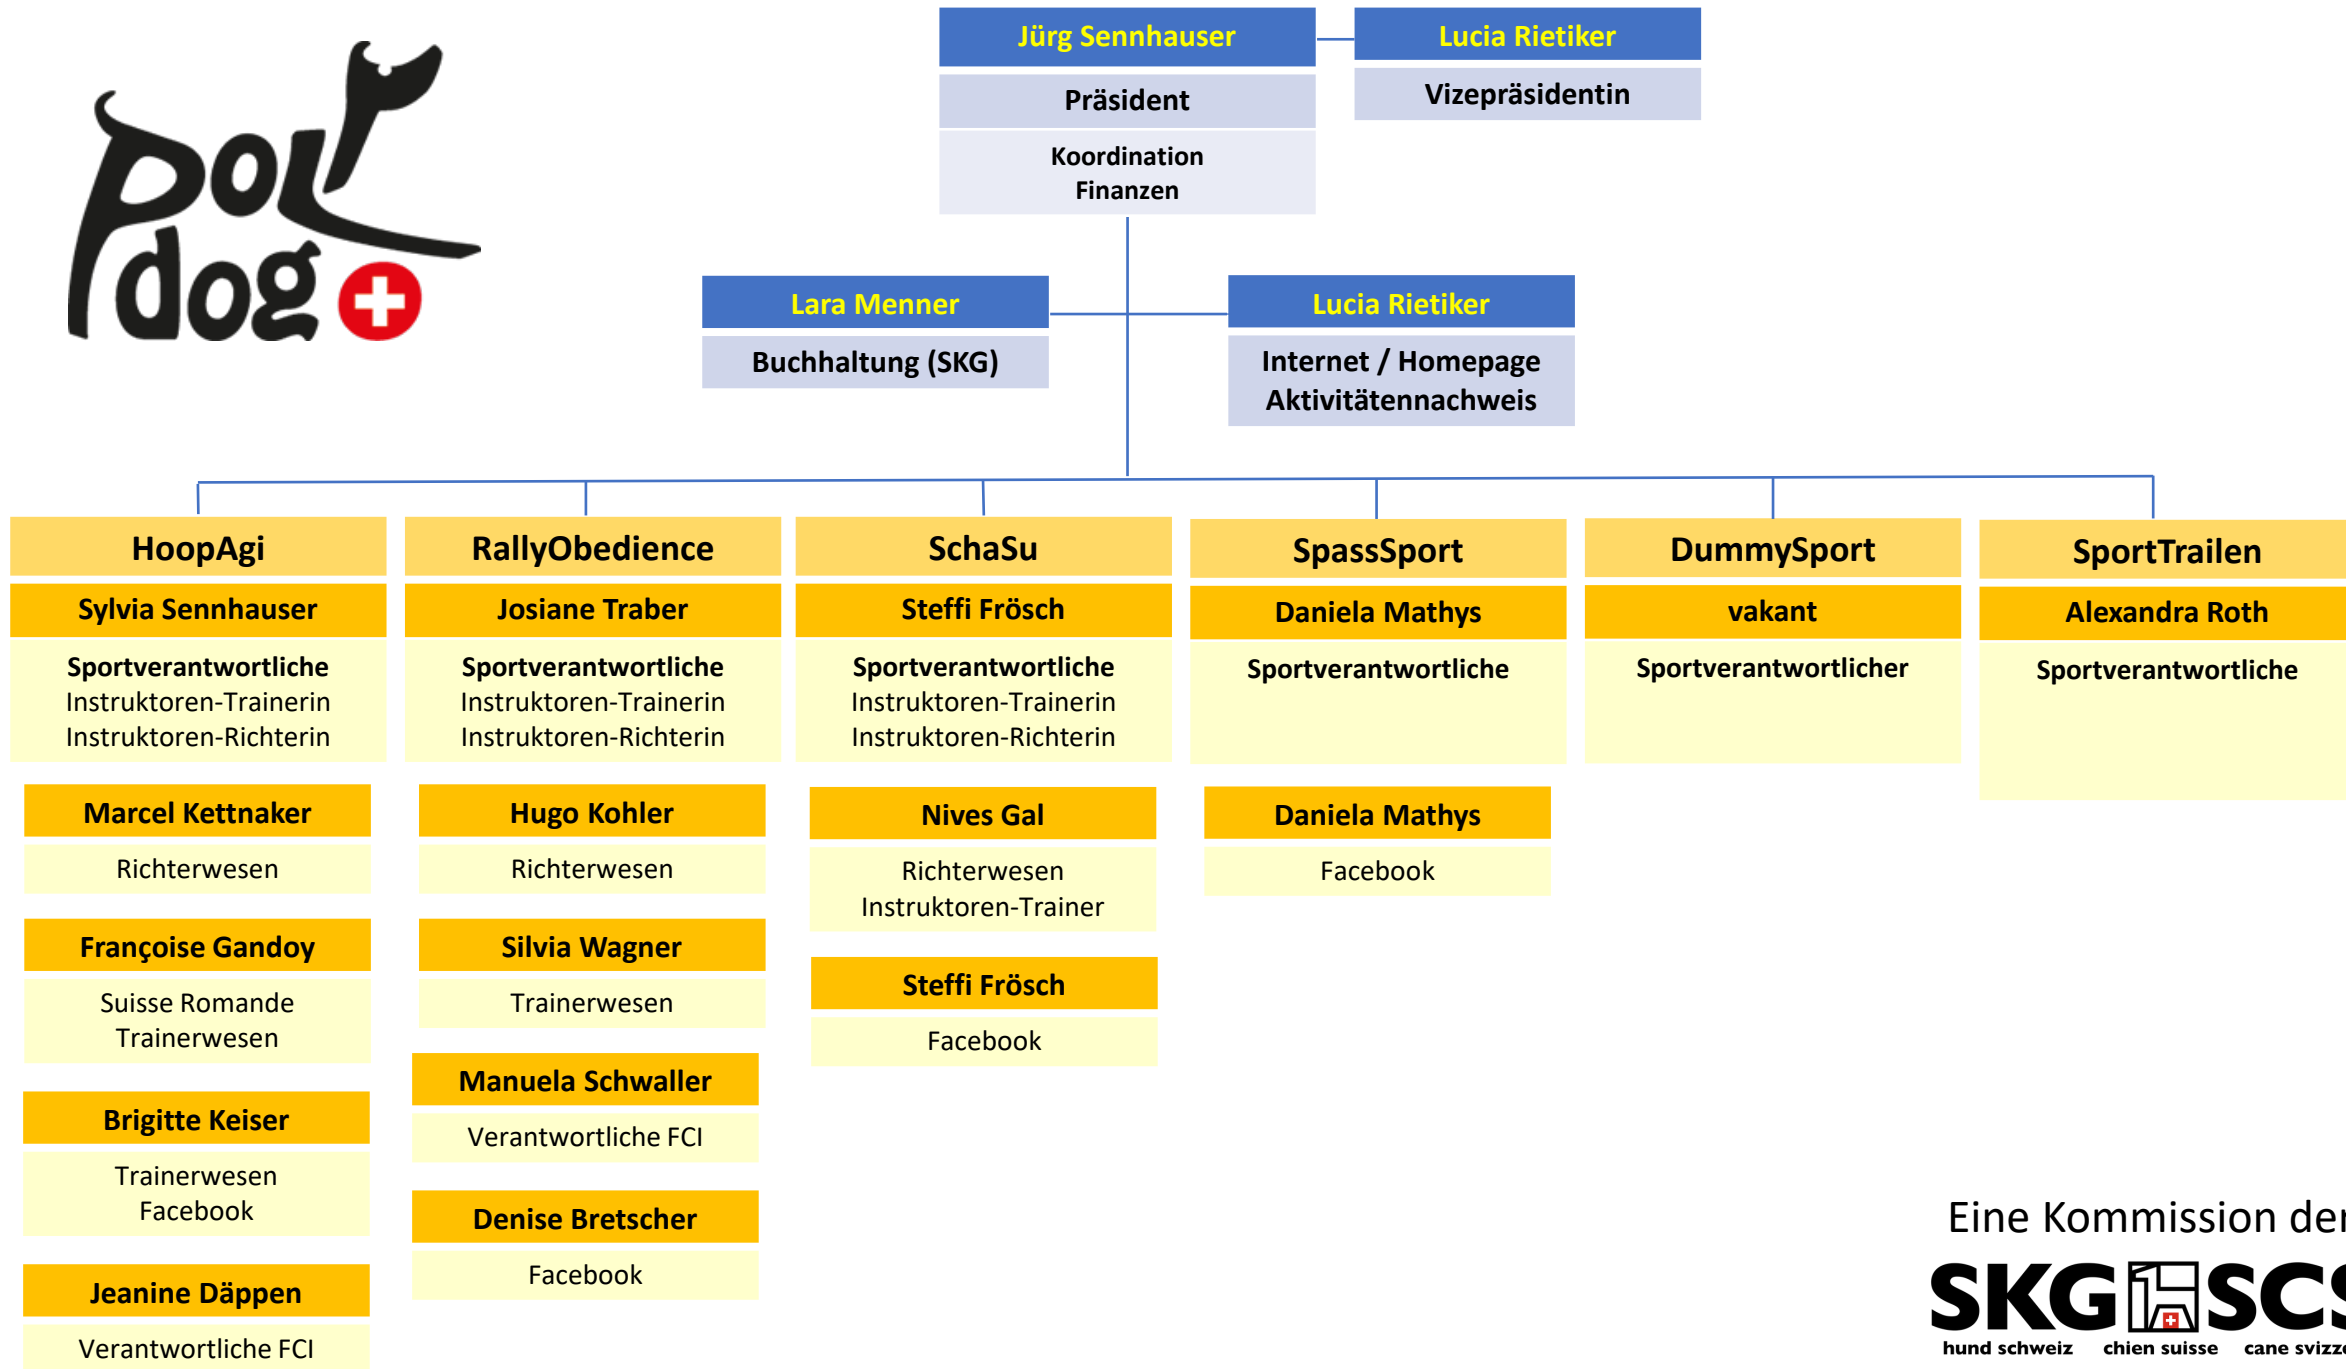 poly
dog
Jürg Sennhauser
Präsident
Koordination
Finanzen
Lucia Rietiker
Vizepräsidentin
Lara Menner
Buchhaltung (SKG)
Lucia Rietiker
Internet / Homepage
Aktivitätennachweis
HoopAgi
Sylvia Sennhauser
Sportverantwortliche
Instruktoren-Trainerin
Instruktoren-Richterin
Marcel Kettnaker
Richterwesen
Françoise Gandoy
Suisse Romande
Trainerwesen
Brigitte Keiser
Trainerwesen
Facebook
Jeanine Däppen
Verantwortliche FCI
RallyObedience
Josiane Traber
Sportverantwortliche
Instruktoren-Trainerin
Instruktoren-Richterin
Hugo Kohler
Richterwesen
Silvia Wagner
Trainerwesen
Manuela Schwaller
Verantwortliche FCI
Denise Bretscher
Facebook
SchaSu
Steffi Frösch
Sportverantwortliche
Instruktoren-Trainerin
Instruktoren-Richterin
Nives Gal
Richterwesen
Instruktoren-Trainer
Steffi Frösch
Facebook
SpassSport
Daniela Mathys
Sportverantwortliche
Daniela Mathys
Facebook
DummySport
vakant
Sportverantwortlicher
SportTrailen
Alexandra Roth
Sportverantwortliche
Eine Kommission der
SKG SCS
hund schweiz chien suisse cane svizze